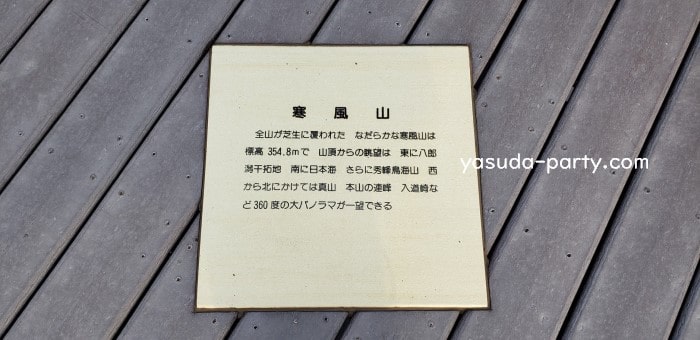 寒風山
全山が芝生に覆われた なだらかな寒風山は
標高354.8mで 山頂からの眺望は 東に八郎
潟干拓地 南に日本海 さらに秀峰鳥海山 西
から北にかけては真山 本山の連峰 入道崎な
ど360度の大パノラマが一望できる
yasuda-party.com